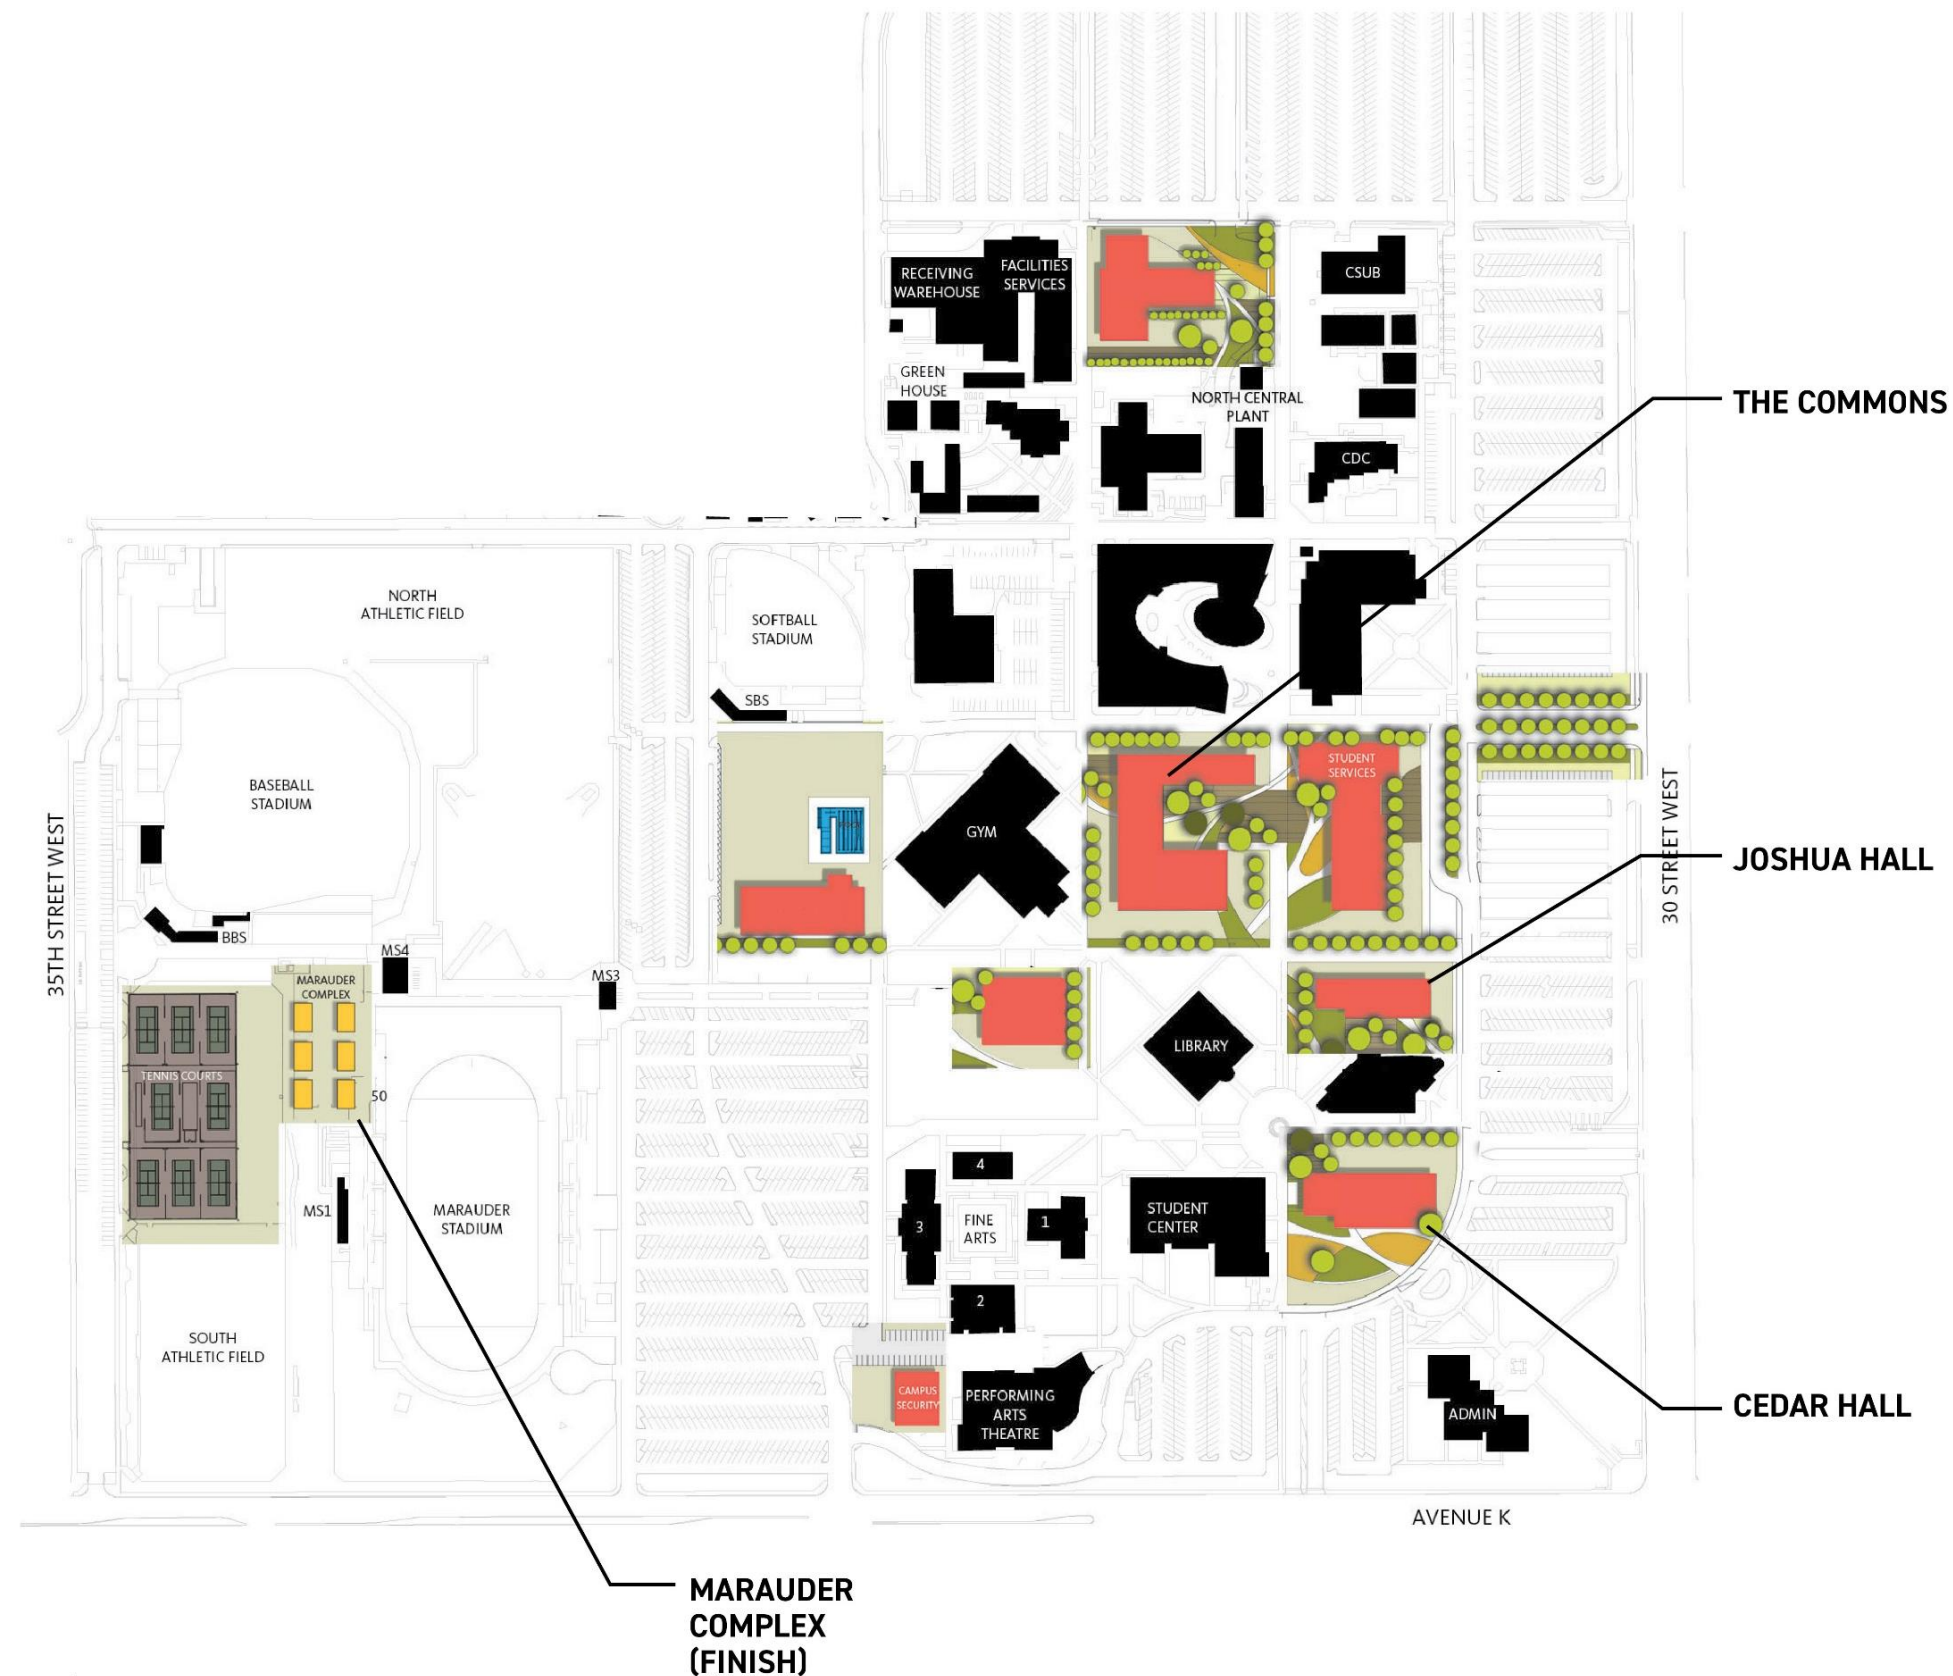 FACILITIES
SERVICES
RECEIVING
WAREHOUSE
CSUB
GREEN
HOUSE
NORTH CENTRAL
PLANT
THE COMMONS
CDC
NORTH
ATHLETIC FIELD
SOFTBALL
STADIUM
SBS
STUDENT
SERVICES
BASEBALL
STADIUM
GYM
35TH STREET WEST
30 STREET WEST
JOSHUA HALL
BBS
MS4
MS3
MARAUDER
COMPLEX
LIBRARY
TENNIS COURTS
50
4
MS1
MARAUDER
STADIUM
3
FINE
ARTS
1
STUDENT
CENTER
2
SOUTH
ATHLETIC FIELD
CAMPUS
SECURITY
PERFORMING
ARTS
THEATRE
ADMIN
CEDAR HALL
AVENUE K
MARAUDER
COMPLEX
(FINISH)